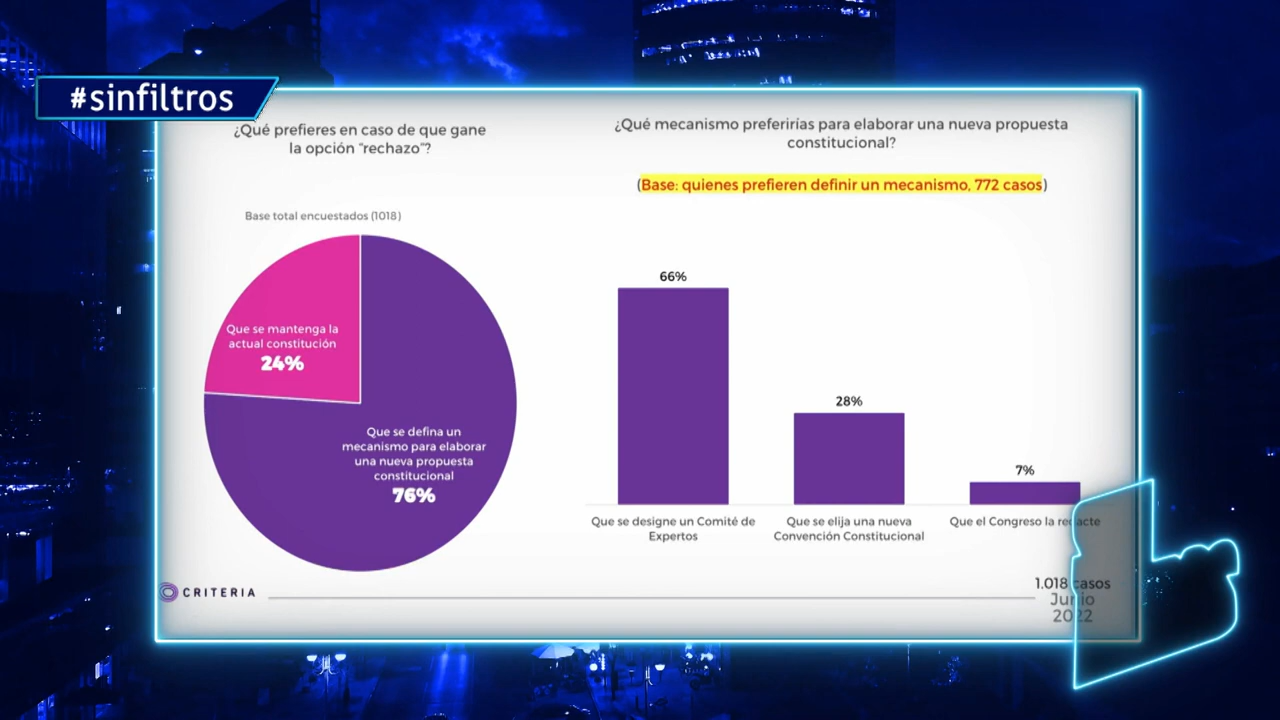 #sinfiltros
¿Qué prefieres en caso de que gane
la opción "rechazo"?
Base total encuestados (1018)
Que se mantenga la
actual constitución
24%
Que se defina un
mecanismo para elaborar
una nueva propuesta
constitucional
76%
¿Qué mecanismo preferirías para elaborar una nueva propuesta
constitucional?
(Base: quienes prefieren definir un mecanismo, 772 casos)
66%
28%
7%
Que se designe un Comité de
Expertos
Que se elija una nueva
Convención Constitucional
Que el Congreso la redacte
CRITERIA
1.018 casos
Junio
2022